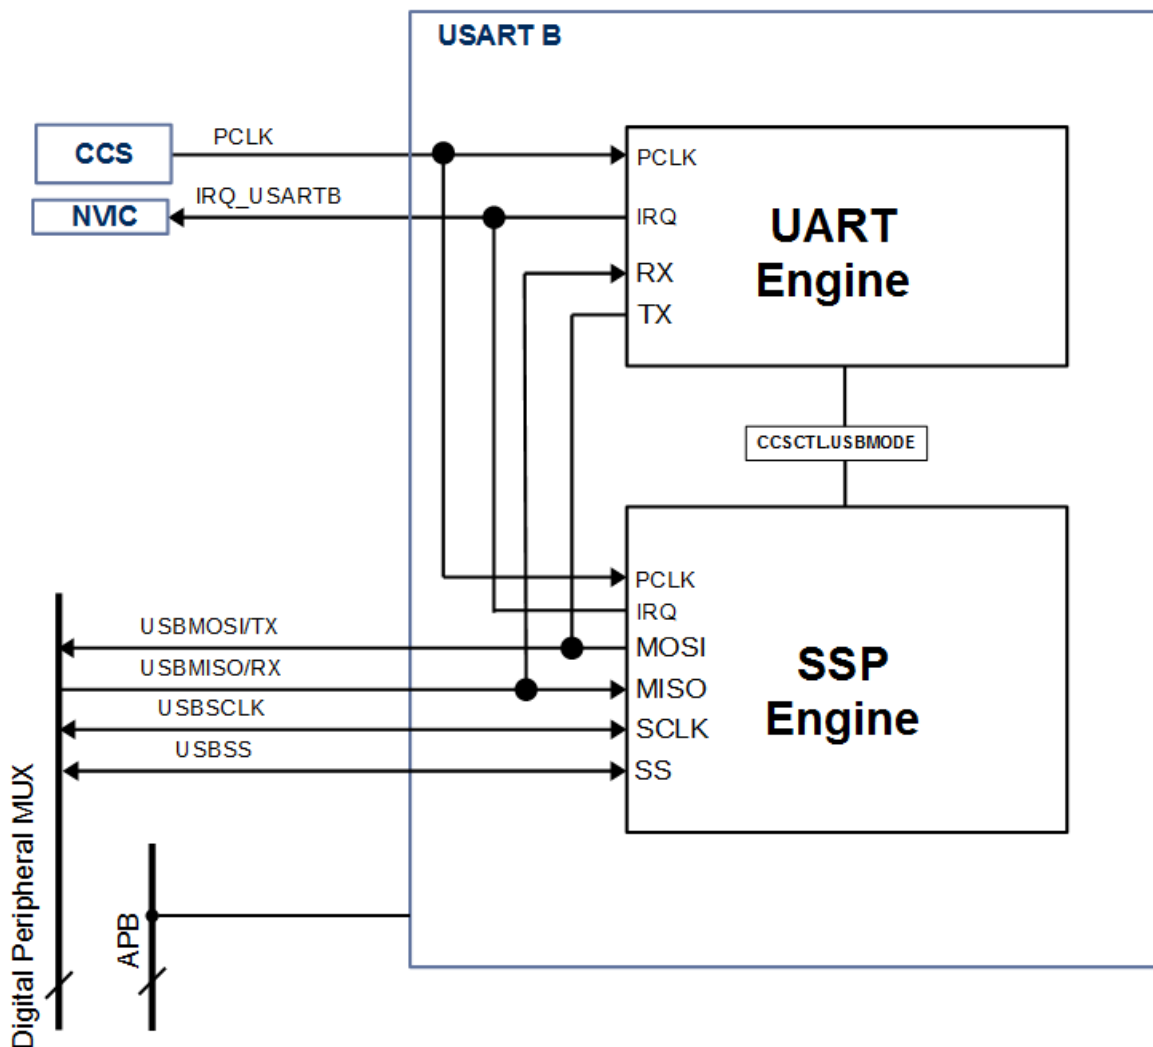 USART B
CCS
PCLK
NVIC
IRQ_USARTB
PCLK
IRQ
RX
TX
UART
Engine
CCSCTL.USBMODE
PCLK
IRQ
MOSI
MISO
SCLK
SS
SSP
Engine
USBMOSI/TX
USBMISO/RX
USBSCLK
USBSS
Digital Peripheral MUX
APB